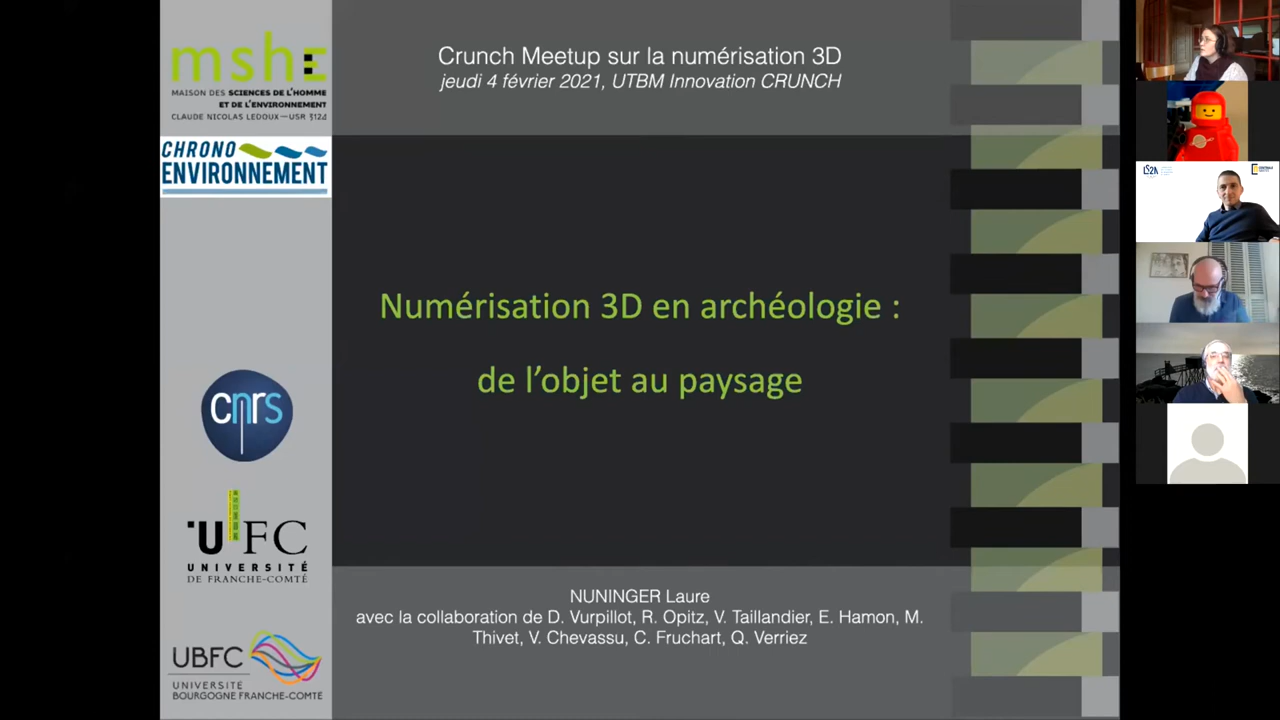 mshe
MAISON DES SCIENCES DE L'HOMME
ET DE L'ENVIRONNEMENT
CLAUDE NICOLAS LEDOUX—USR 3124
CHRONO
ENVIRONNEMENT
cnrs
UFC
UNIVERSITÉ
DE FRANCHE-COMTÉ
UBFC
UNIVERSITÉ
BOURGOGNE FRANCHE-COMTÉ
Crunch Meetup sur la numérisation 3D
jeudi 4 février 2021, UTBM Innovation CRUNCH
Numérisation 3D en archéologie :
de l'objet au paysage
NUNINGER Laure
avec la collaboration de D. Vurpillot, R. Opitz, V. Taillandier, E. Hamon, M.
Thivet, V. Chevassu, C. Fruchart, Q. Verriez
LS2N